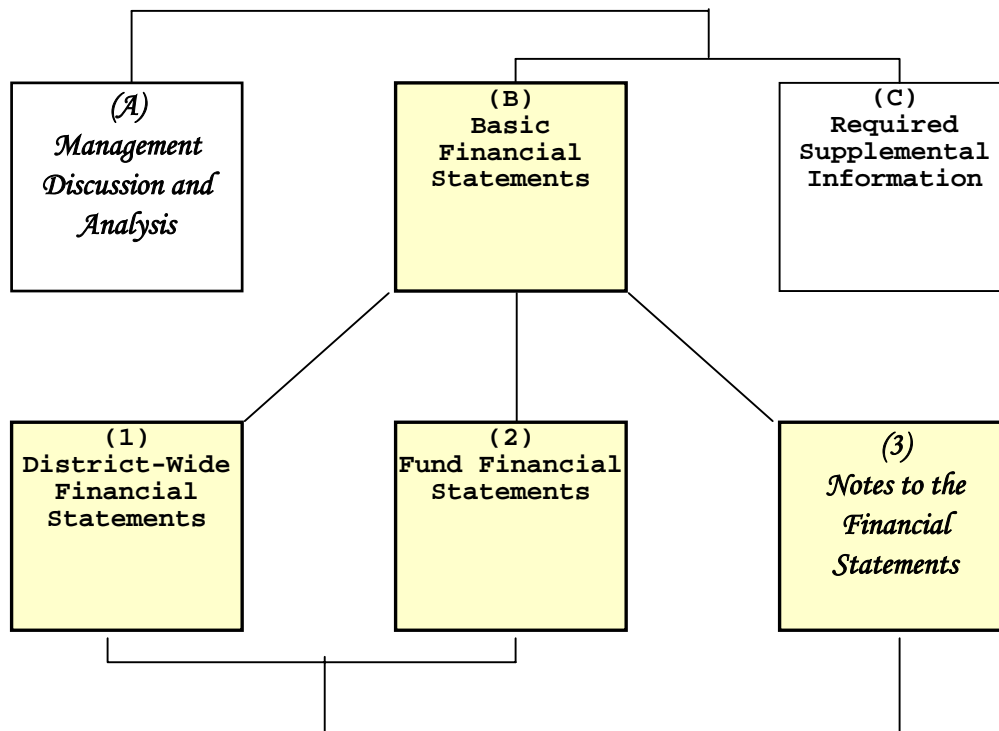 (A)
Management
Discussion and
Analysis
(B)
Basic
Financial
Statements
(C)
Required
Supplemental
Information
(1)
District-Wide
Financial
Statements
(2)
Fund Financial
Statements
(3)
Notes to the
Financial
Statements